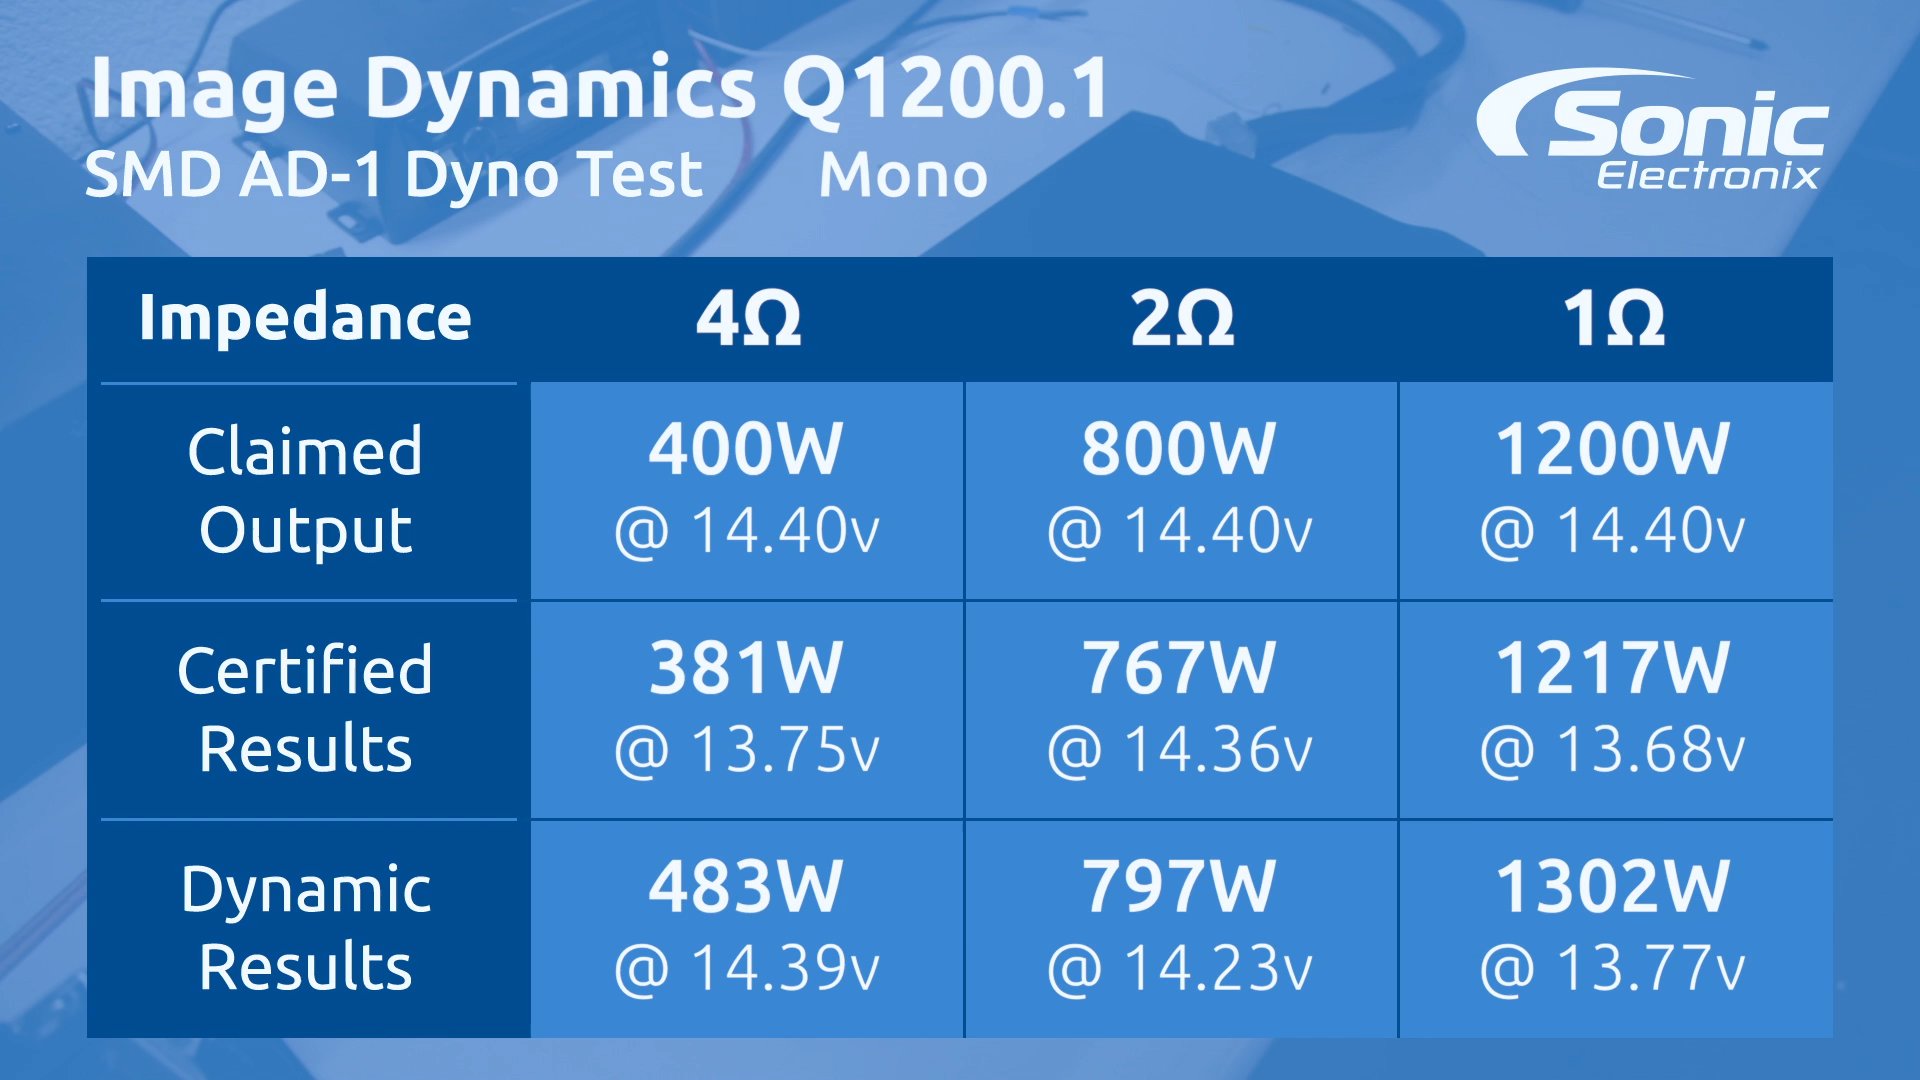 Image Dynamics Q1200.1
SMD AD-1 Dyno Test Mono
Sonic
Electronix
Impedance 4Ω 2Ω 1Ω
Claimed Output 400W @ 14.40v 800W @ 14.40v 1200W @ 14.40v
Certified Results 381W @ 13.75v 767W @ 14.36v 1217W @ 13.68v
Dynamic Results 483W @ 14.39v 797W @ 14.23v 1302W @ 13.77v